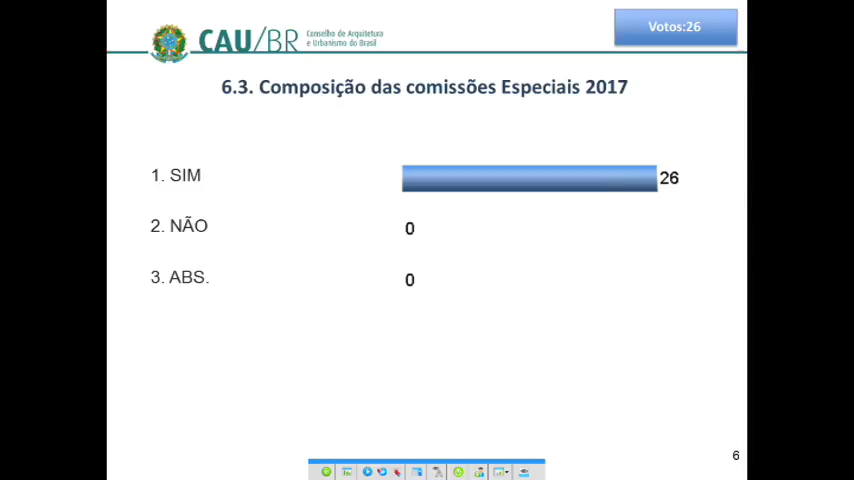 CAU/BR
Conselho de Arquitetura
e Urbanismo do Brasil
Votos:26
6.3. Composição das comissões Especiais 2017
1. SIM
26
2. NÃO
0
3. ABS.
0
6